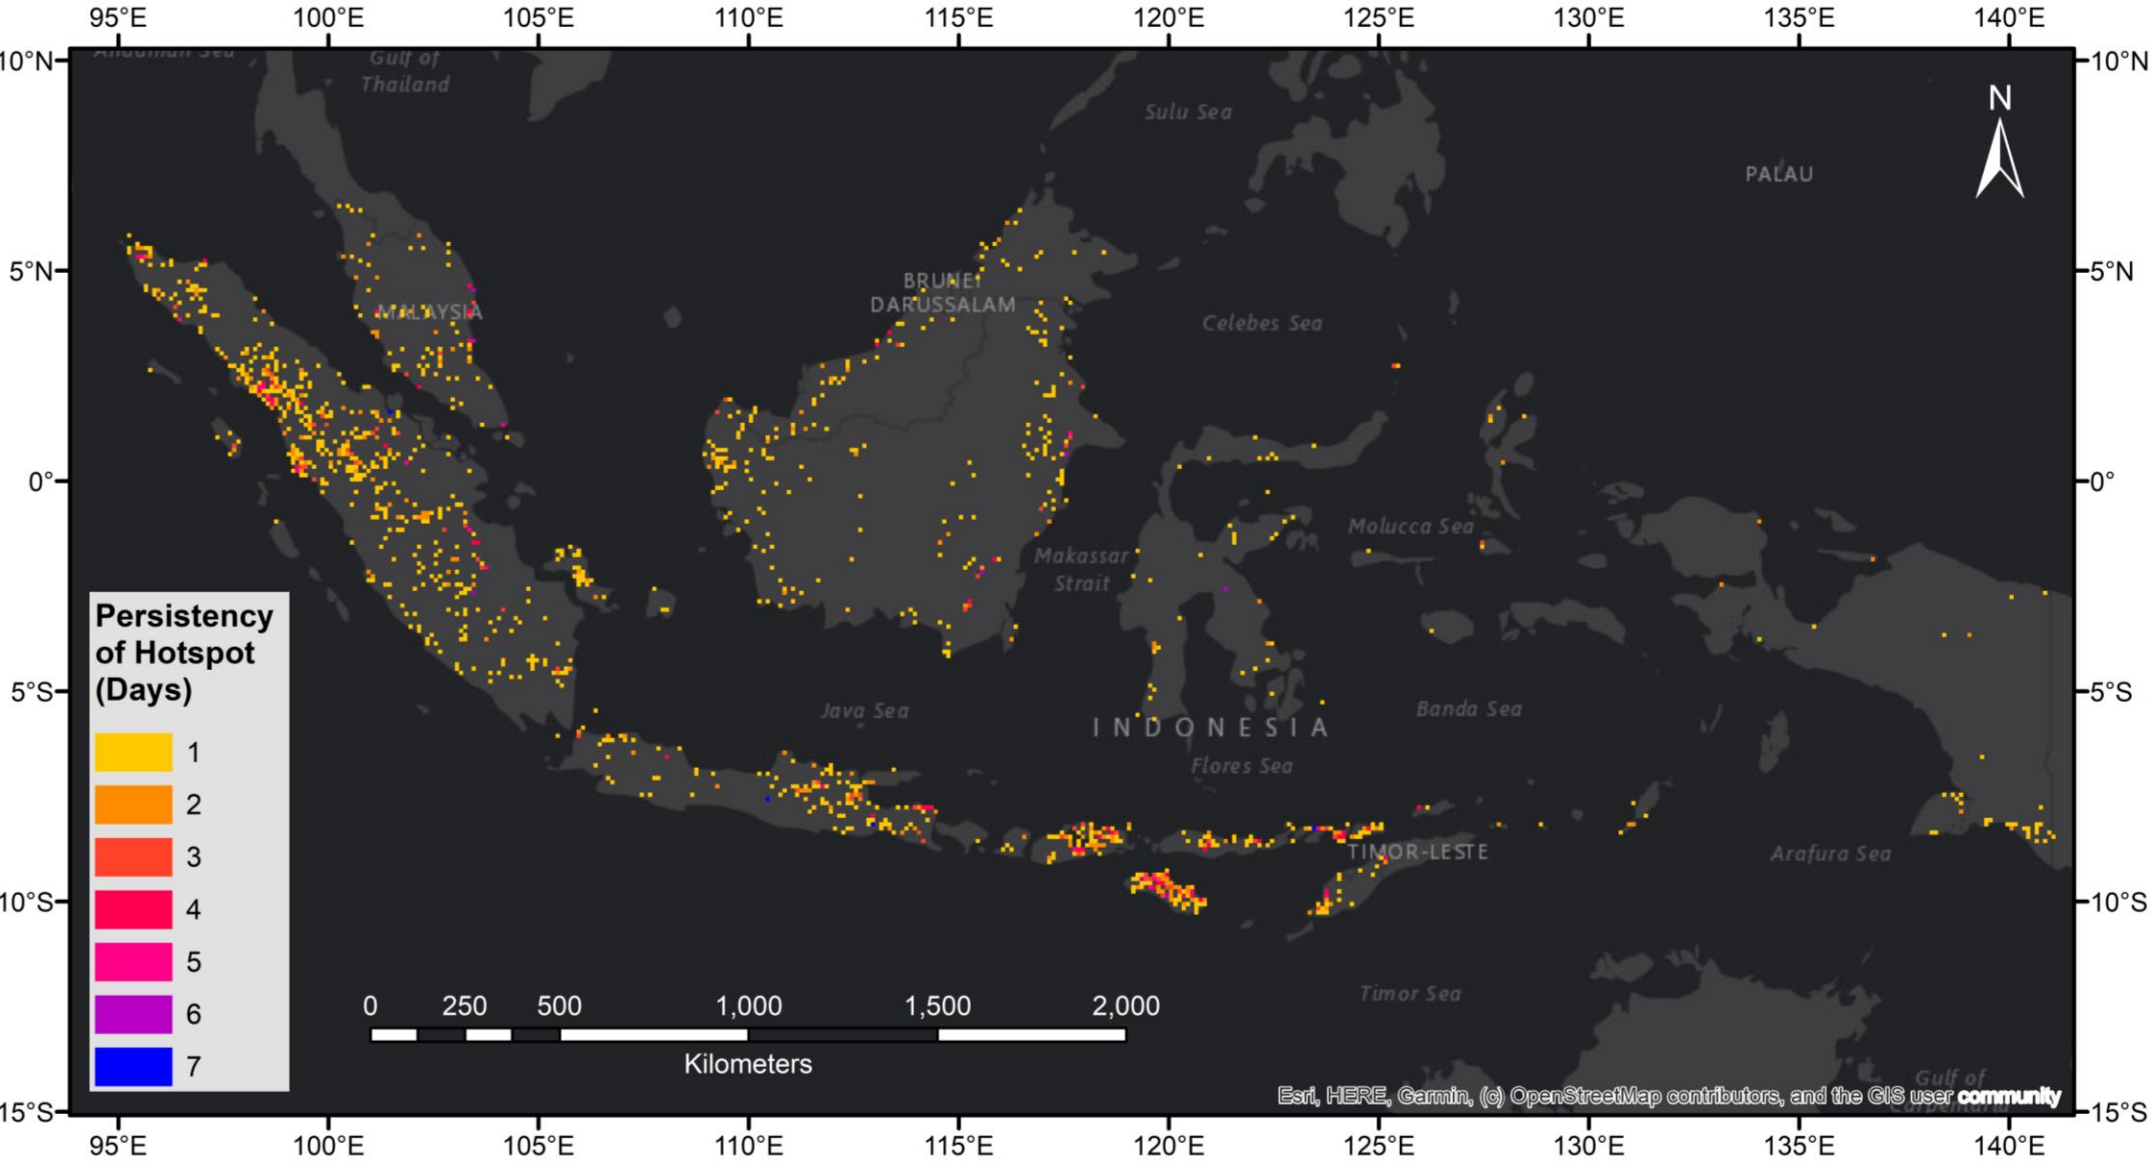 95°E 100°E 105°E 110°E 115°E 120°E 125°E 130°E 135°E 140°E
Andaman Sea
Gulf of
Thailand
10°N
10°N
N
Sulu Sea
PALAU
5°N
5°N
BRUNEI
DARUSSALAM
MALAYSIA
Celebes Sea
0°
0°
Molucca Sea
Makassar
Strait
Persistency
of Hotspot
(Days)
1
2
3
4
5
6
7
5°S
5°S
Java Sea
Banda Sea
INDONESIA
Flores Sea
TIMOR-LESTE
Arafura Sea
10°S
10°S
Timor Sea
0 250 500 1,000 1,500 2,000
Kilometers
Gulf of
Carpentaria
Esri, HERE, Garmin, (c) OpenStreetMap contributors, and the GIS user community
15°S
15°S
95°E 100°E 105°E 110°E 115°E 120°E 125°E 130°E 135°E 140°E